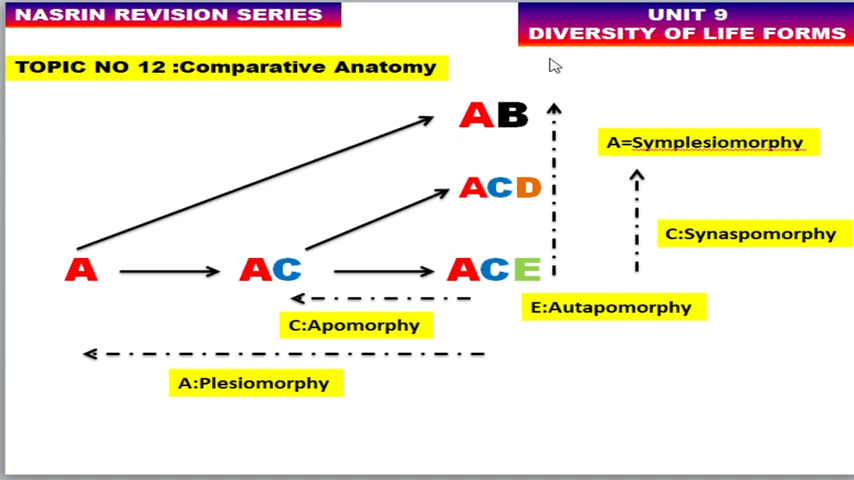 NASRIN REVISION SERIES
UNIT 9
DIVERSITY OF LIFE FORMS
TOPIC NO 12 :Comparative Anatomy
AB
A=Symplesiomorphy
ACD
C:Synaspomorphy
A
AC
ACE
E:Autapomorphy
C:Apomorphy
A:Plesiomorphy